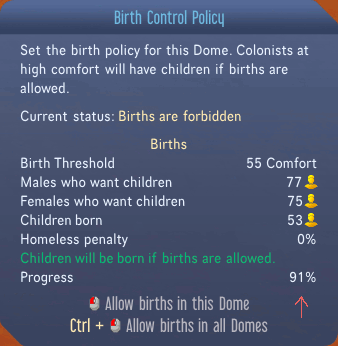 Birth Control Policy
Set the birth policy for this Dome. Colonists at
high comfort will have children if births are
allowed.
Current status: Births are forbidden
Births
Birth Threshold 55 Comfort
Males who want children 77
Females who want children 75
Children born 53
Homeless penalty 0%
Children will be born if births are allowed.
Progress 91%
Allow births in this Dome
Ctrl + Allow births in all Domes